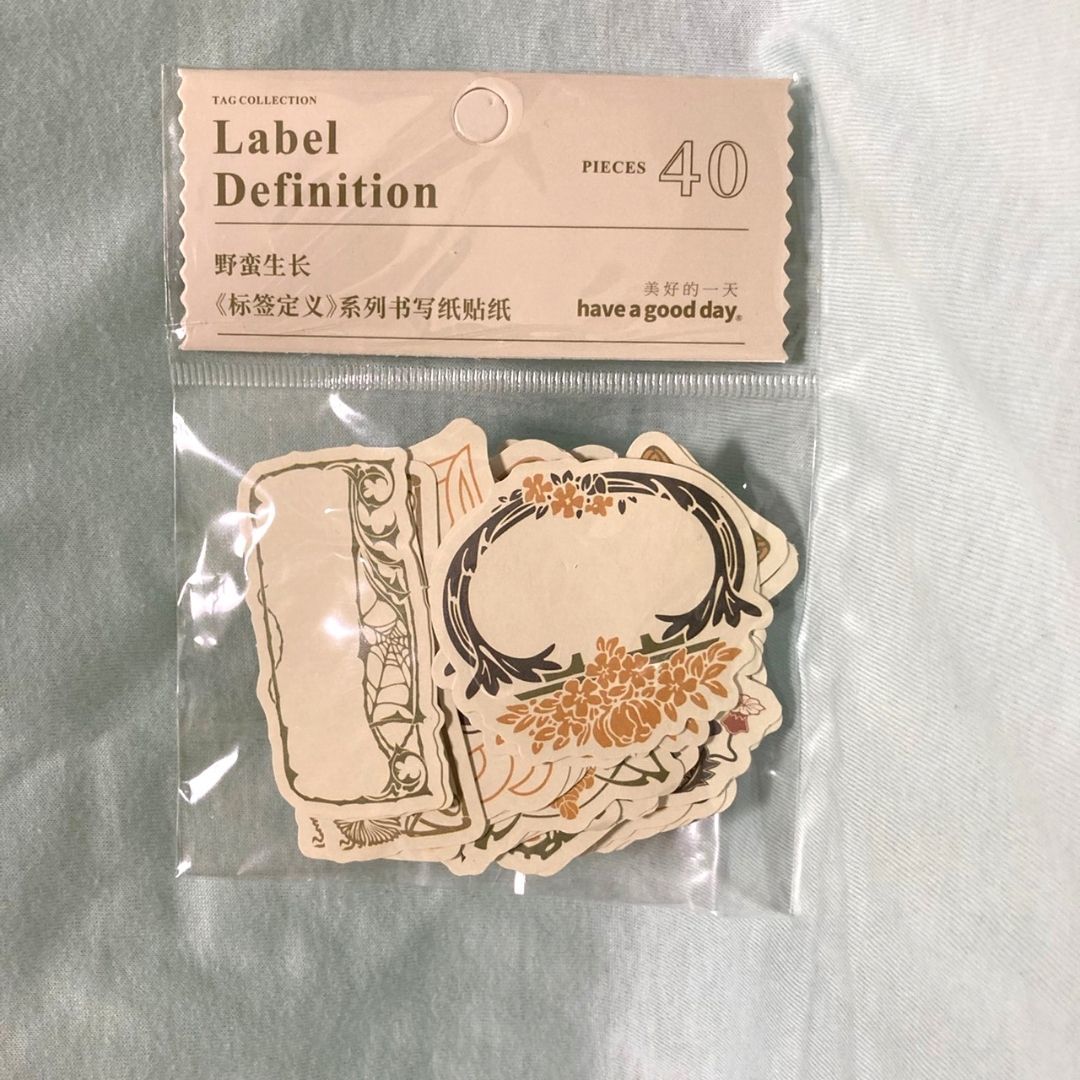 TAG COLLECTION
Label
Definition
PIECES 40
野蛮生长
《标签定义》系列书写纸贴纸
美好的一天
have a good day®